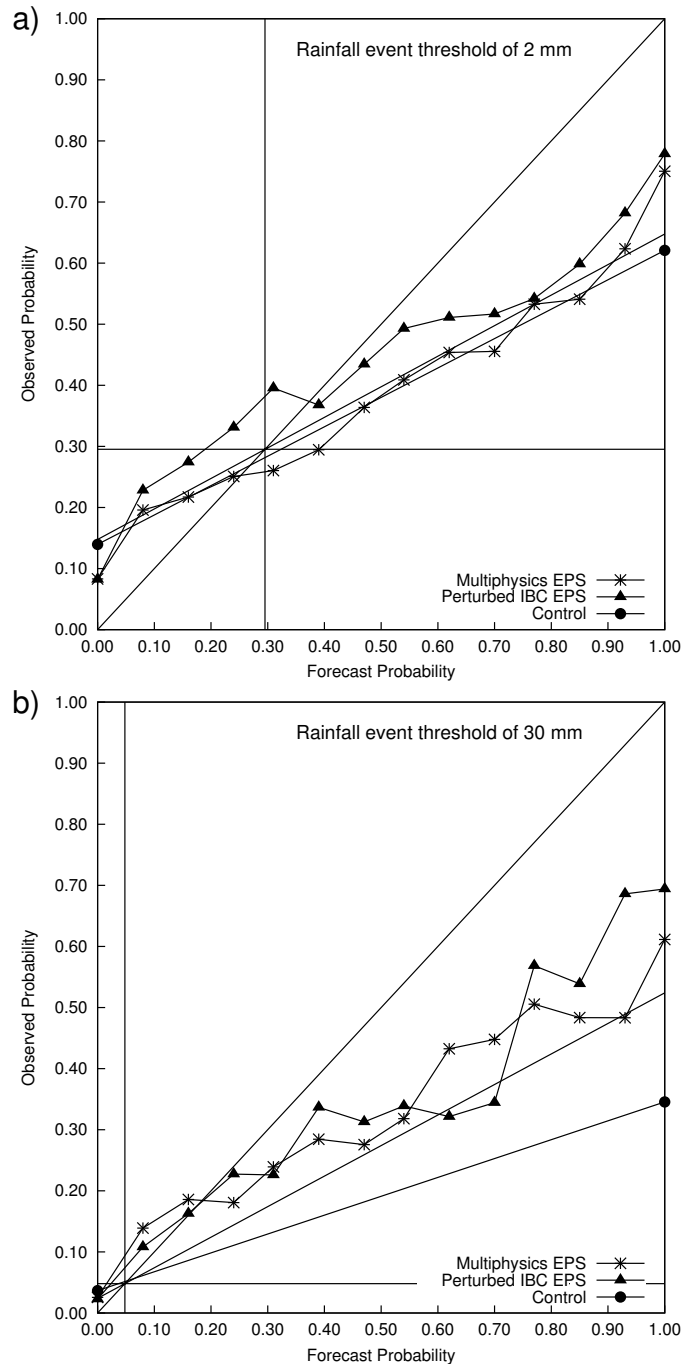 a)
Rainfall event threshold of 2 mm
1.00
0.90
0.80
0.70
0.60
0.50
0.40
0.30
0.20
0.10
0.00
Observed Probability
Multiphysics EPS
Perturbed IBC EPS
Control
0.00 0.10 0.20 0.30 0.40 0.50 0.60 0.70 0.80 0.90 1.00
Forecast Probability
b)
Rainfall event threshold of 30 mm
1.00
0.90
0.80
0.70
0.60
0.50
0.40
0.30
0.20
0.10
0.00
Observed Probability
Multiphysics EPS
Perturbed IBC EPS
Control
0.00 0.10 0.20 0.30 0.40 0.50 0.60 0.70 0.80 0.90 1.00
Forecast Probability